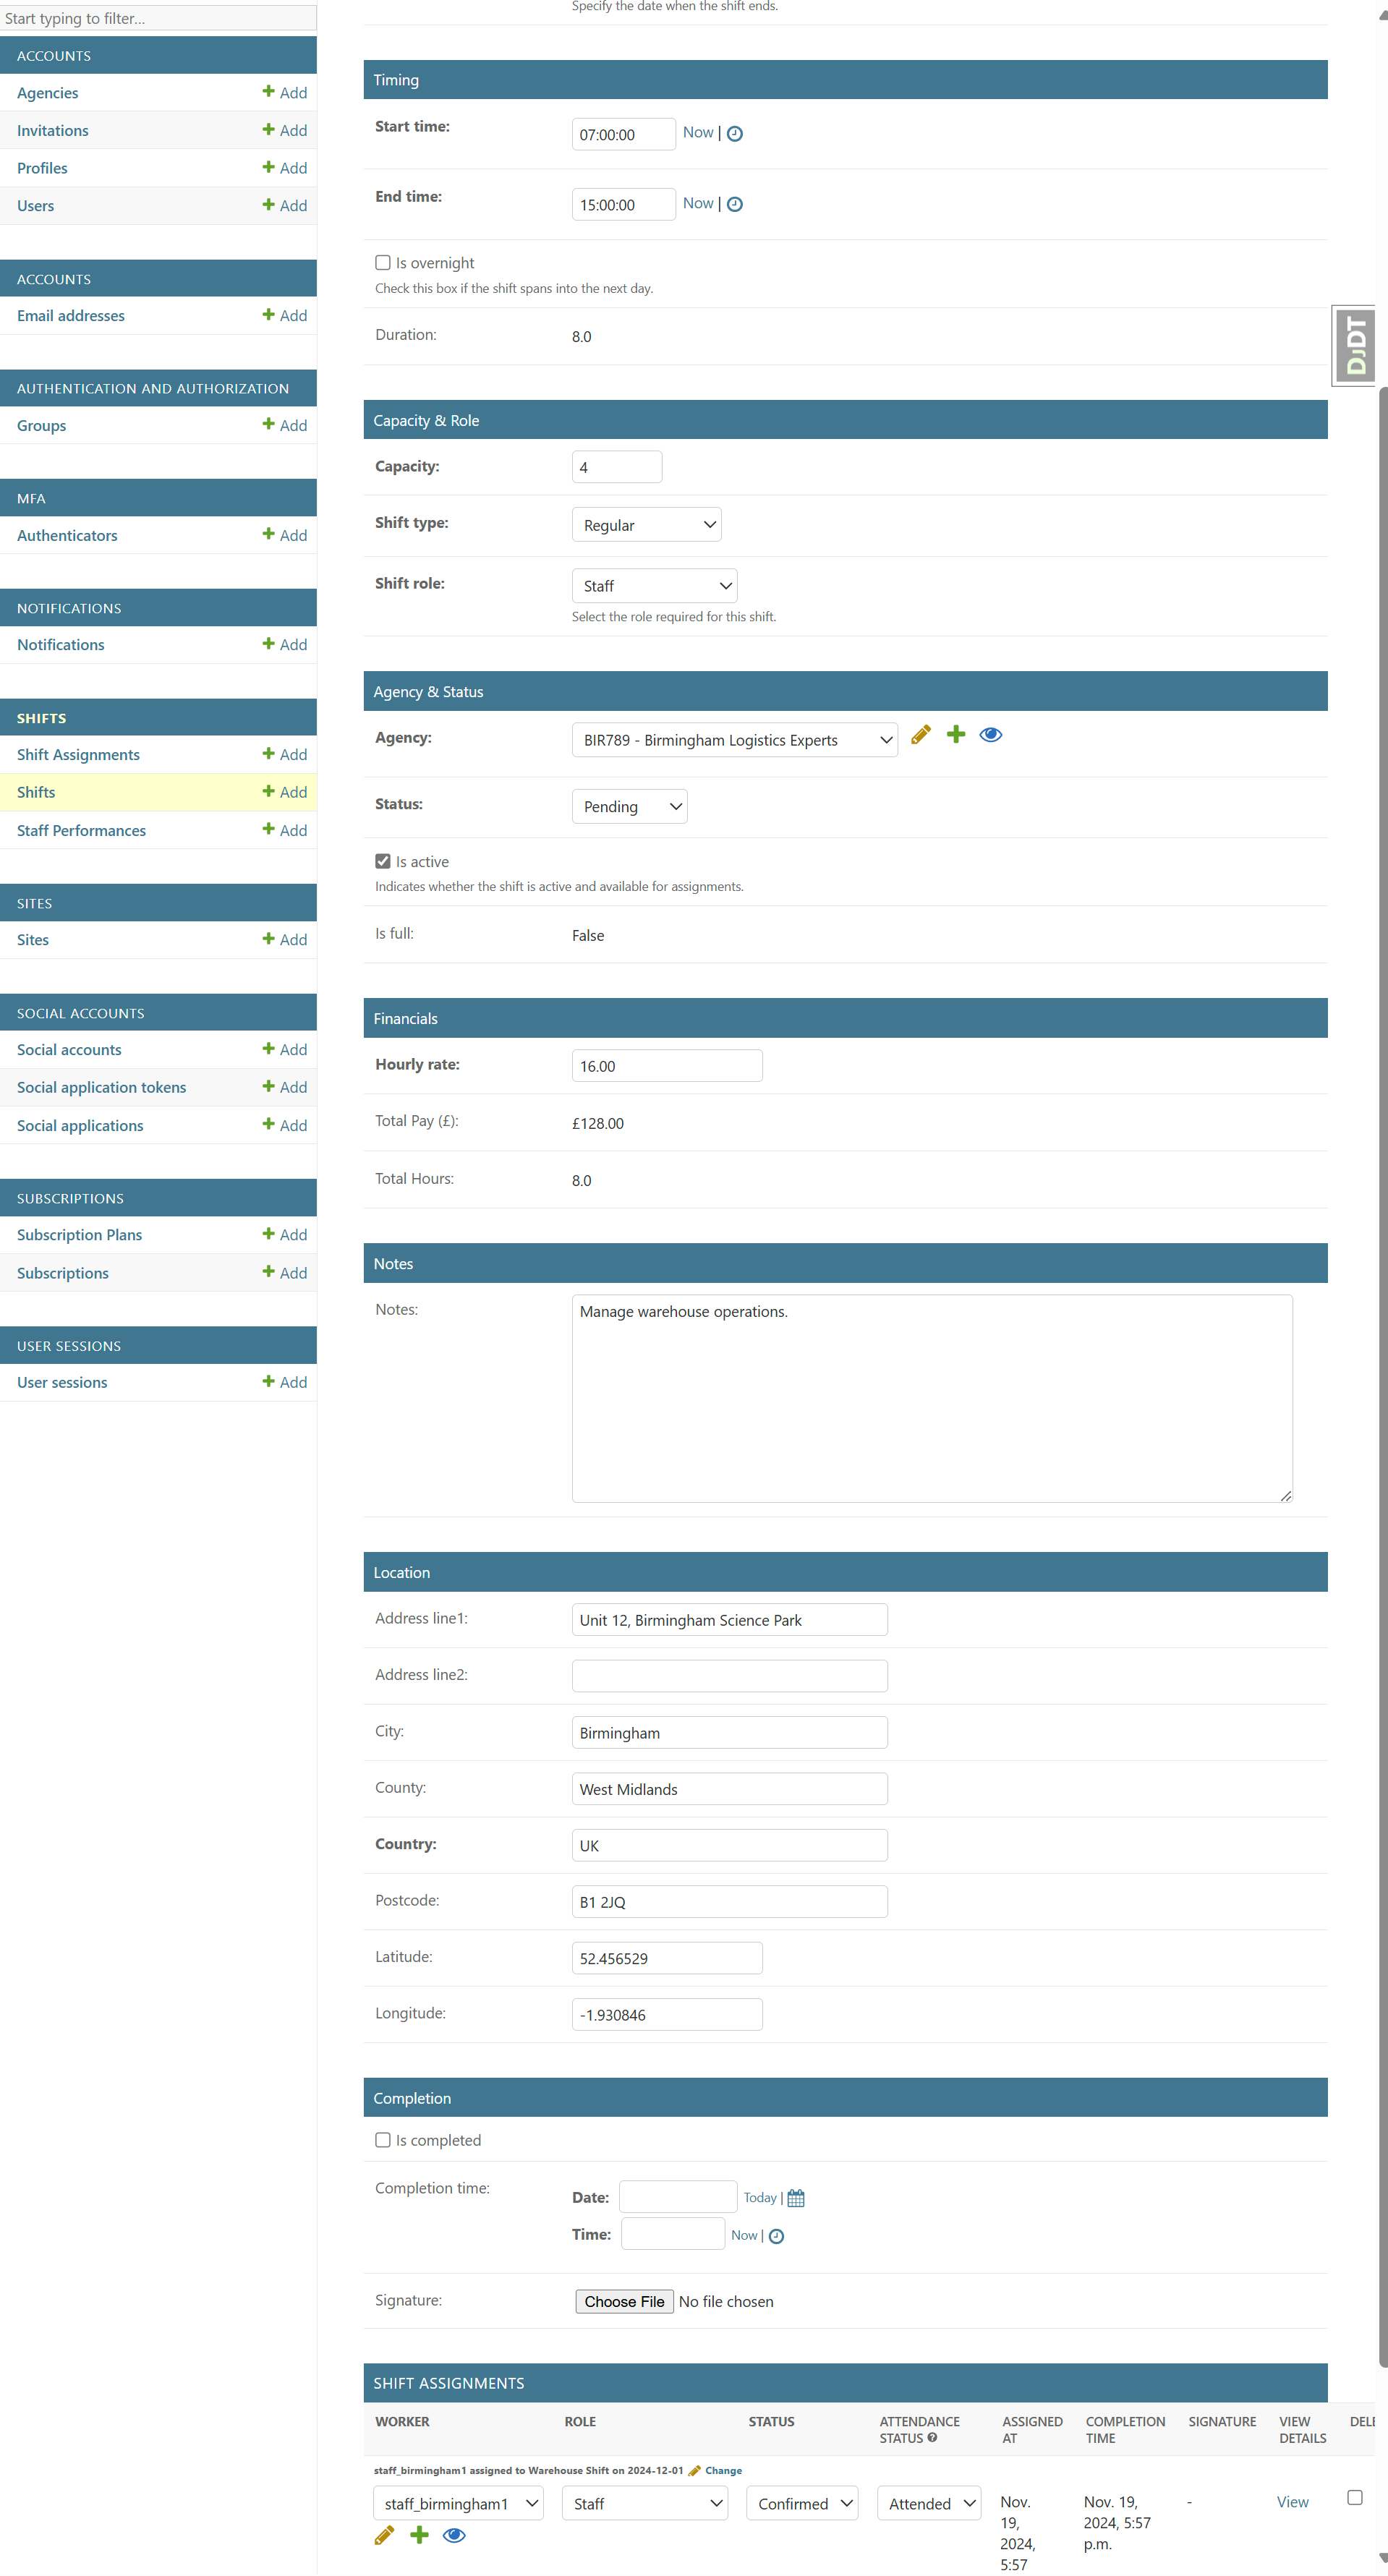 Start typing to filter...
ACCOUNTS
Agencies Add
Invitations Add
Profiles Add
Users Add
ACCOUNTS
Email addresses Add
AUTHENTICATION AND AUTHORIZATION
Groups Add
MFA
Authenticators Add
NOTIFICATIONS
Notifications Add
SHIFTS
Shift Assignments Add
Shifts Add
Staff Performances Add
SITES
Sites Add
SOCIAL ACCOUNTS
Social accounts Add
Social application tokens Add
Social applications Add
SUBSCRIPTIONS
Subscription Plans Add
Subscriptions Add
USER SESSIONS
User sessions Add
Specify the date when the shift ends.
Timing
Start time: 07:00:00 Now |
End time: 15:00:00 Now |
Is overnight
Check this box if the shift spans into the next day.
Duration: 8.0
DJDT
Capacity & Role
Capacity: 4
Shift type: Regular
Shift role: Staff
Select the role required for this shift.
Agency & Status
Agency: BIR789 - Birmingham Logistics Experts
Status: Pending
Is active
Indicates whether the shift is active and available for assignments.
Is full: False
Financials
Hourly rate: 16.00
Total Pay (£): £128.00
Total Hours: 8.0
Notes
Notes: Manage warehouse operations.
Location
Address line1: Unit 12, Birmingham Science Park
Address line2:
City: Birmingham
County: West Midlands
Country: UK
Postcode: B1 2JQ
Latitude: 52.456529
Longitude: -1.930846
Completion
Is completed
Completion time: Date: Today |
Time: Now |
Signature: Choose File No file chosen
SHIFT ASSIGNMENTS
WORKER ROLE STATUS ATTENDANCE STATUS ASSIGNED AT COMPLETION TIME SIGNATURE VIEW DETAILS DELE
staff_birmingham1 assigned to Warehouse Shift on 2024-12-01 Change
staff_birmingham1 Staff Confirmed Attended Nov. 19, 2024, 5:57 Nov. 19, 2024, 5:57 p.m. - View